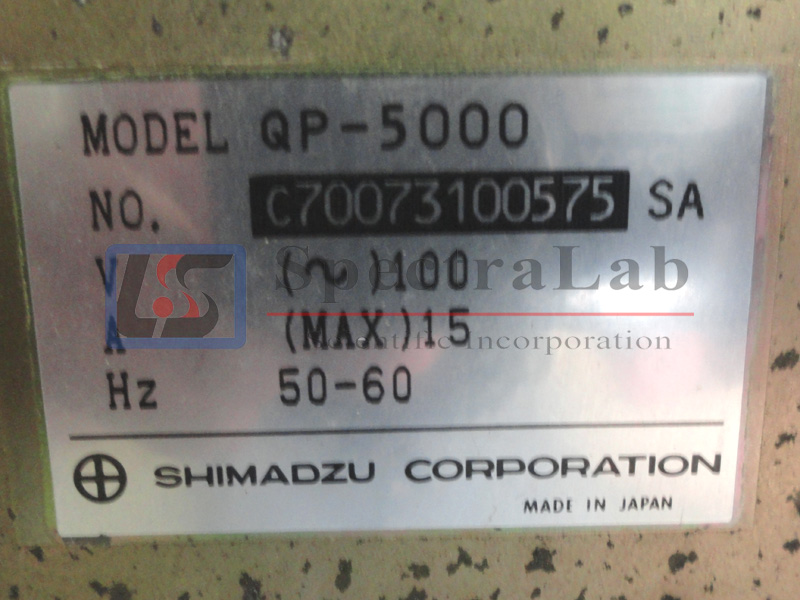 MODEL QP-5000
NO. C70073100575 SA
V (~)100
A (MAX)15
Hz 50-60
SHIMADZU CORPORATION
MADE IN JAPAN
LS SpectraLab
Scientific Incorporation